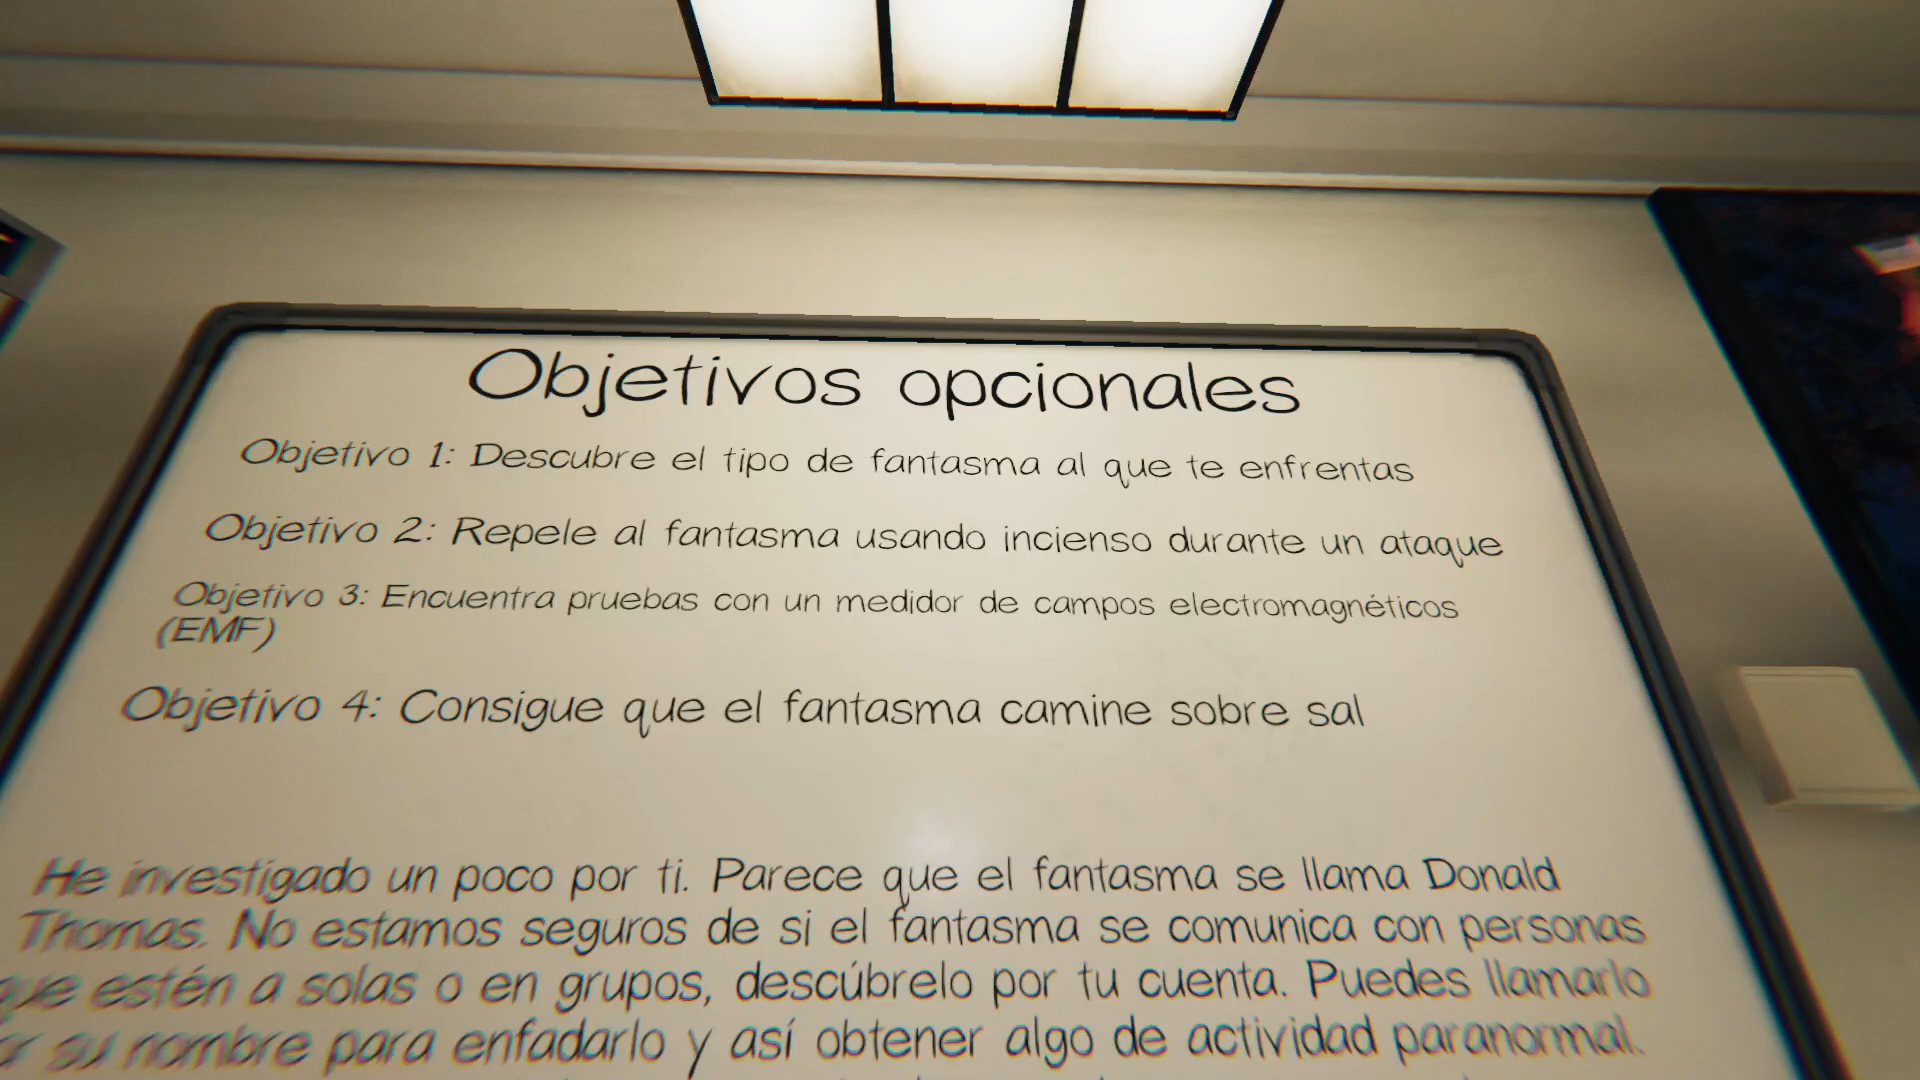 Objetivos opcionales
Objetivo 1: Descubre el tipo de fantasma al que te enfrentas
Objetivo 2: Repele al fantasma usando incienso durante un ataque
Objetivo 3: Encuentra pruebas con un medidor de campos electromagnéticos
(EMF)
Objetivo 4: Consigue que el fantasma camine sobre sal
He investigado un poco por ti. Parece que el fantasma se llama Donald
Thomas. No estamos seguros de si el fantasma se comunica con personas
que estén a solas o en grupos, descúbrelo por tu cuenta. Puedes llamarlo
su nombre para enfadarlo y así obtener algo de actividad paranormal.